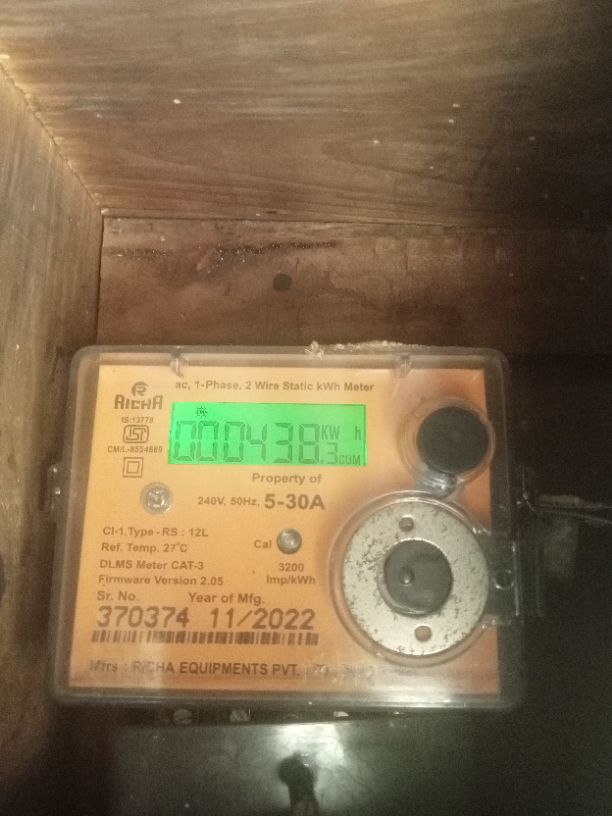 ac, 1-Phase, 2 Wire Static kWh Meter
RICHA
IS:13779
ISI
CM/L-8554689
000438.3 KW h
CUM
Property of
240V, 50Hz, 5-30A
CI-1,Type - RS : 12L
Ref. Temp. 27°C
DLMS Meter CAT-3
Firmware Version 2.05
Cal
3200
Imp/kWh
Sr. No. Year of Mfg.
370374 11/2022
Mfrs : RICHA EQUIPMENTS PVT.